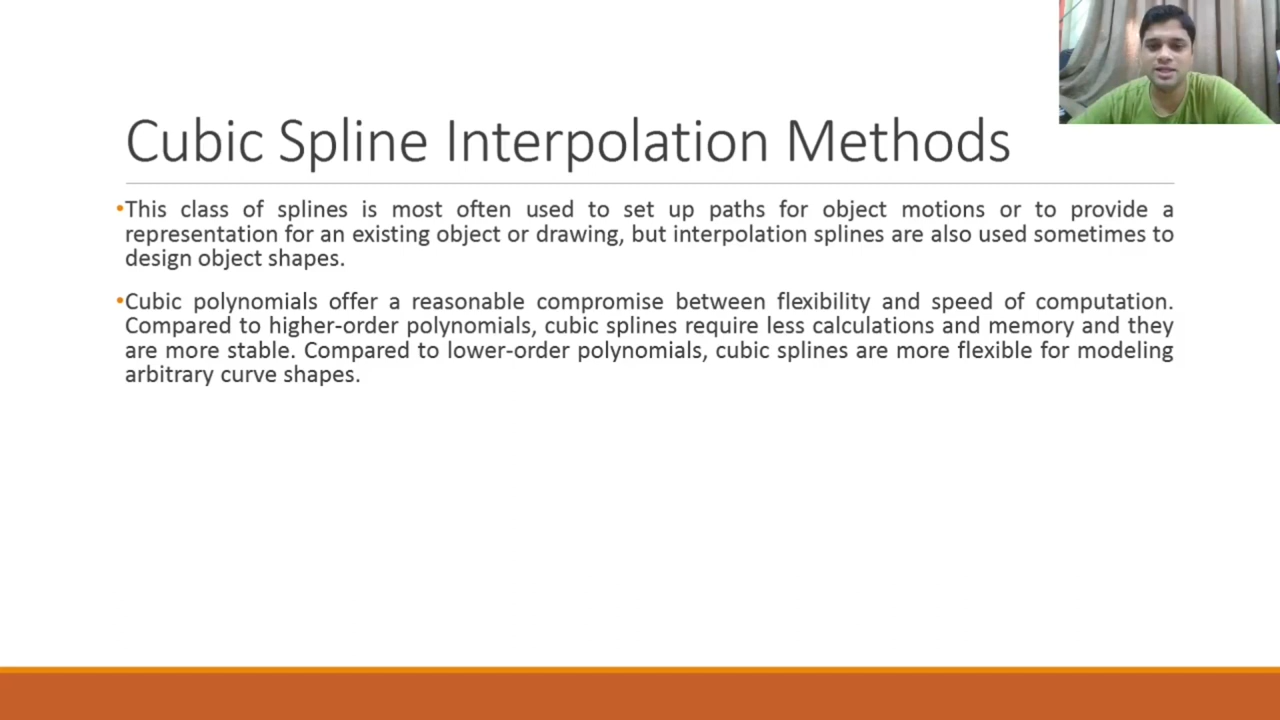 Cubic Spline Interpolation Methods
•This class of splines is most often used to set up paths for object motions or to provide a
representation for an existing object or drawing, but interpolation splines are also used sometimes to
design object shapes.
•Cubic polynomials offer a reasonable compromise between flexibility and speed of computation.
Compared to higher-order polynomials, cubic splines require less calculations and memory and they
are more stable. Compared to lower-order polynomials, cubic splines are more flexible for modeling
arbitrary curve shapes.